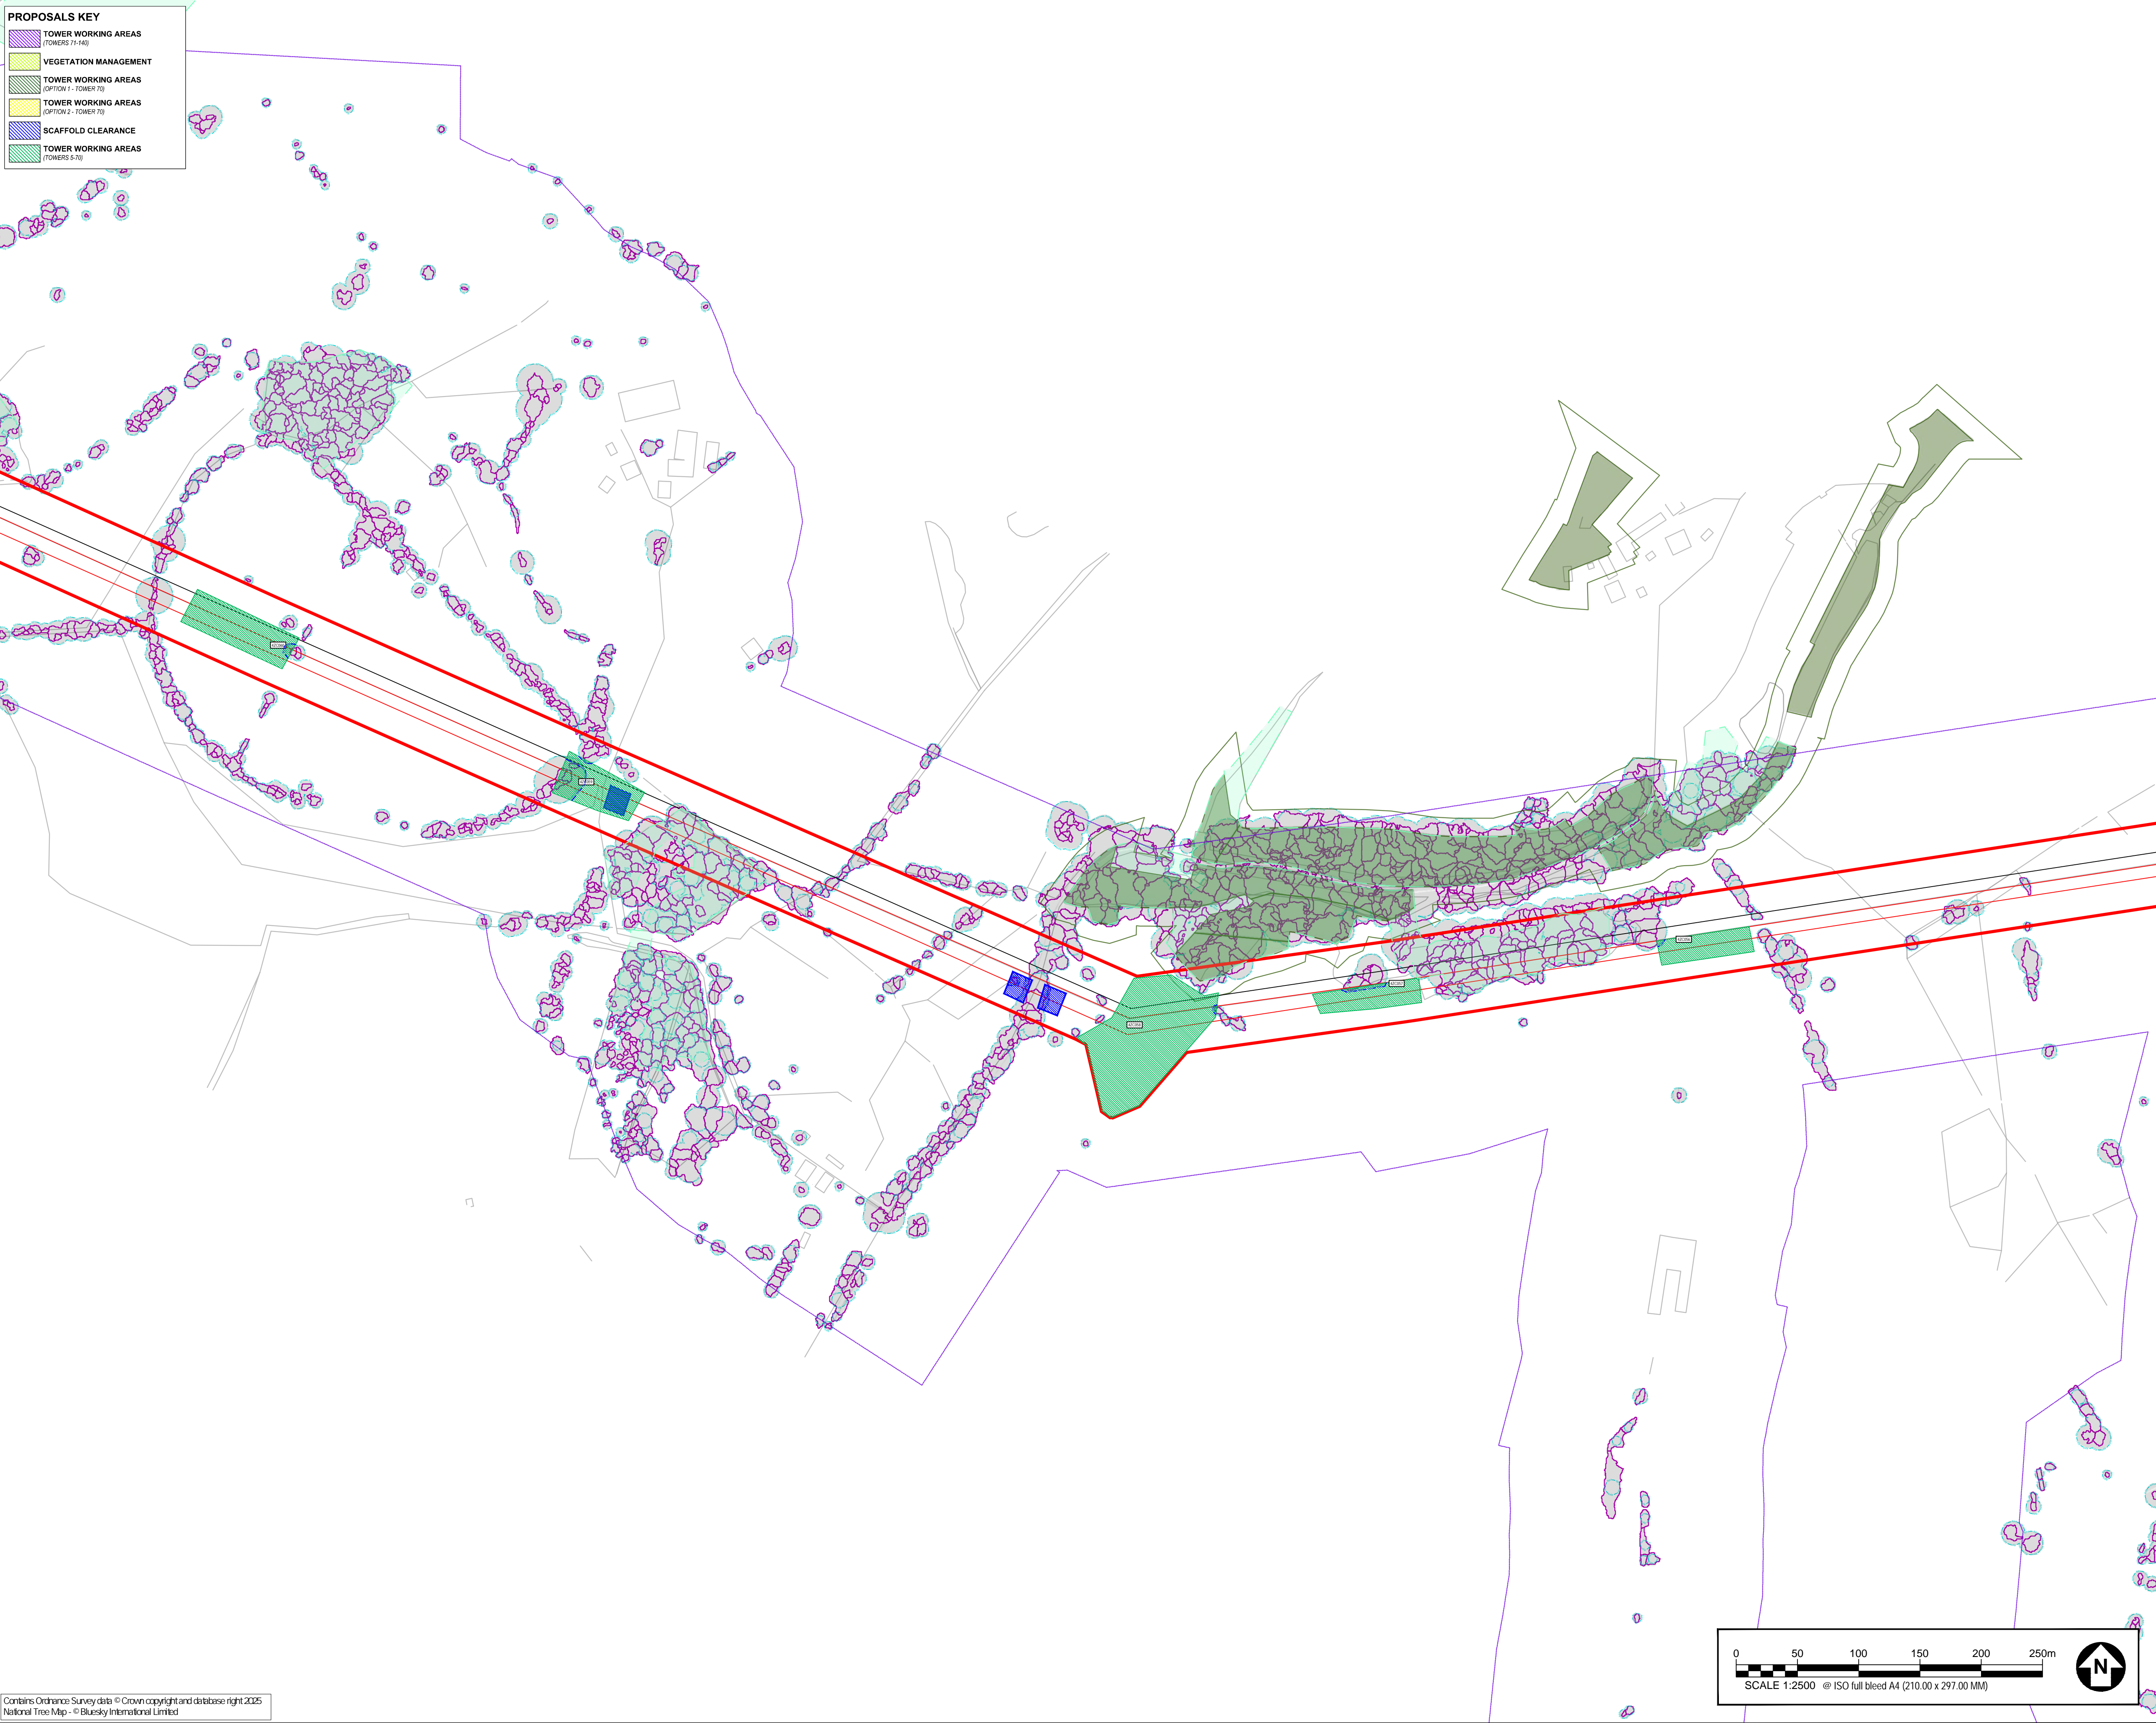 PROPOSALS KEY
TOWER WORKING AREAS
(TOWERS 71-140)
VEGETATION MANAGEMENT
TOWER WORKING AREAS
(OPTION 1 - TOWER 70)
TOWER WORKING AREAS
(OPTION 2 - TOWER 70)
SCAFFOLD CLEARANCE
TOWER WORKING AREAS
(TOWERS 5-70)
0 50 100 150 200 250m
SCALE 1:2500 @ ISO full bleed A4 (210.00 x 297.00 MM)
N
Contains Ordnance Survey data © Crown copyright and database right 2025
National Tree Map - © Bluesky International Limited